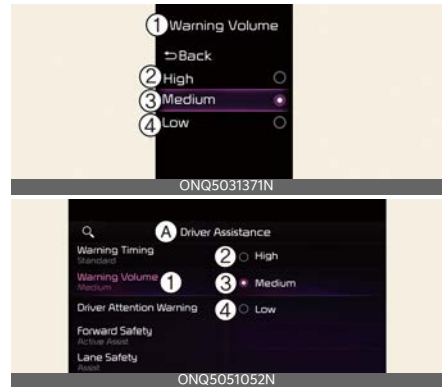 1 Warning Volume
Back
2 High
3 Medium
4 Low
ONQ5031371N
A Driver Assistance
Warning Timing
Standard
2 High
Warning Volume 1
Medium
3 Medium
Driver Attention Warning
4 Low
Forward Safety
Active Assist
Lane Safety
Assist
ONQ5051052N